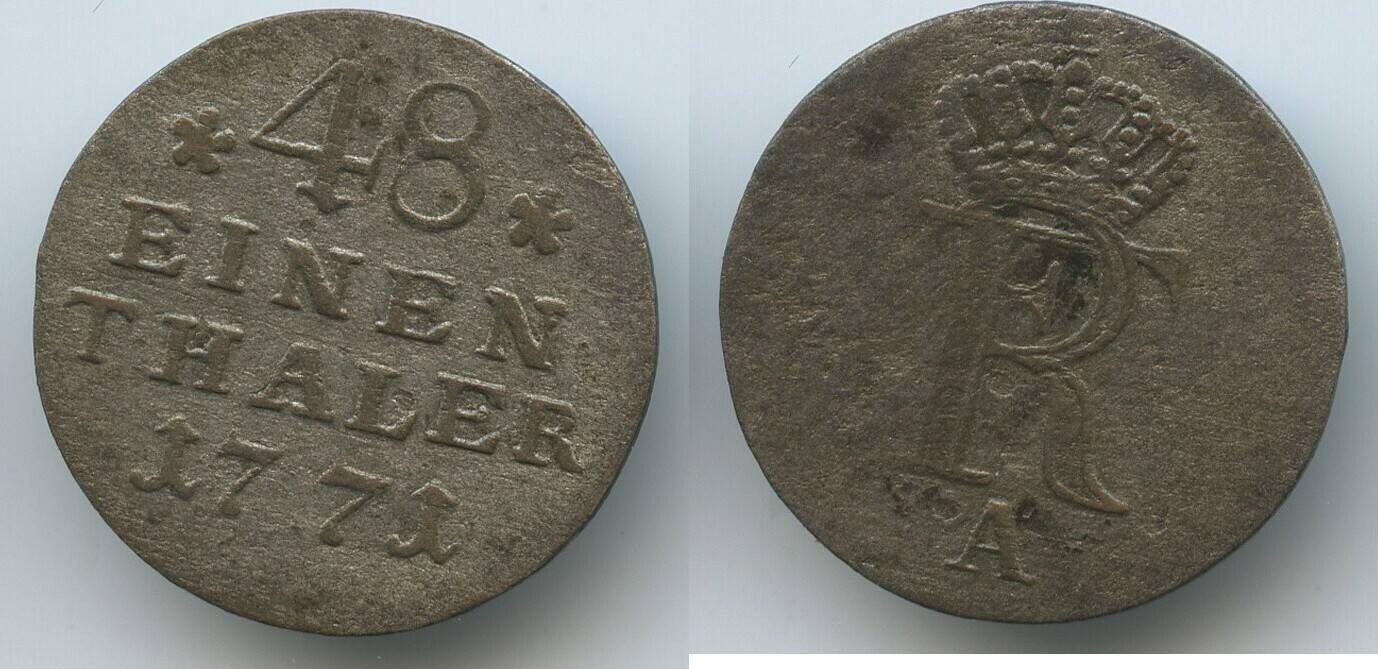 * 48 *
EINEN
THALER
1771
FR
A